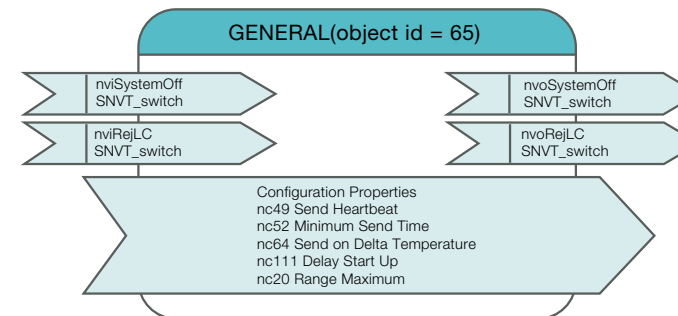 GENERAL(object id = 65)
nviSystemOff
SNVT_switch
nvoSystemOff
SNVT_switch
nviRejLC
SNVT_switch
nvoRejLC
SNVT_switch
Configuration Properties
nc49 Send Heartbeat
nc52 Minimum Send Time
nc64 Send on Delta Temperature
nc111 Delay Start Up
nc20 Range Maximum